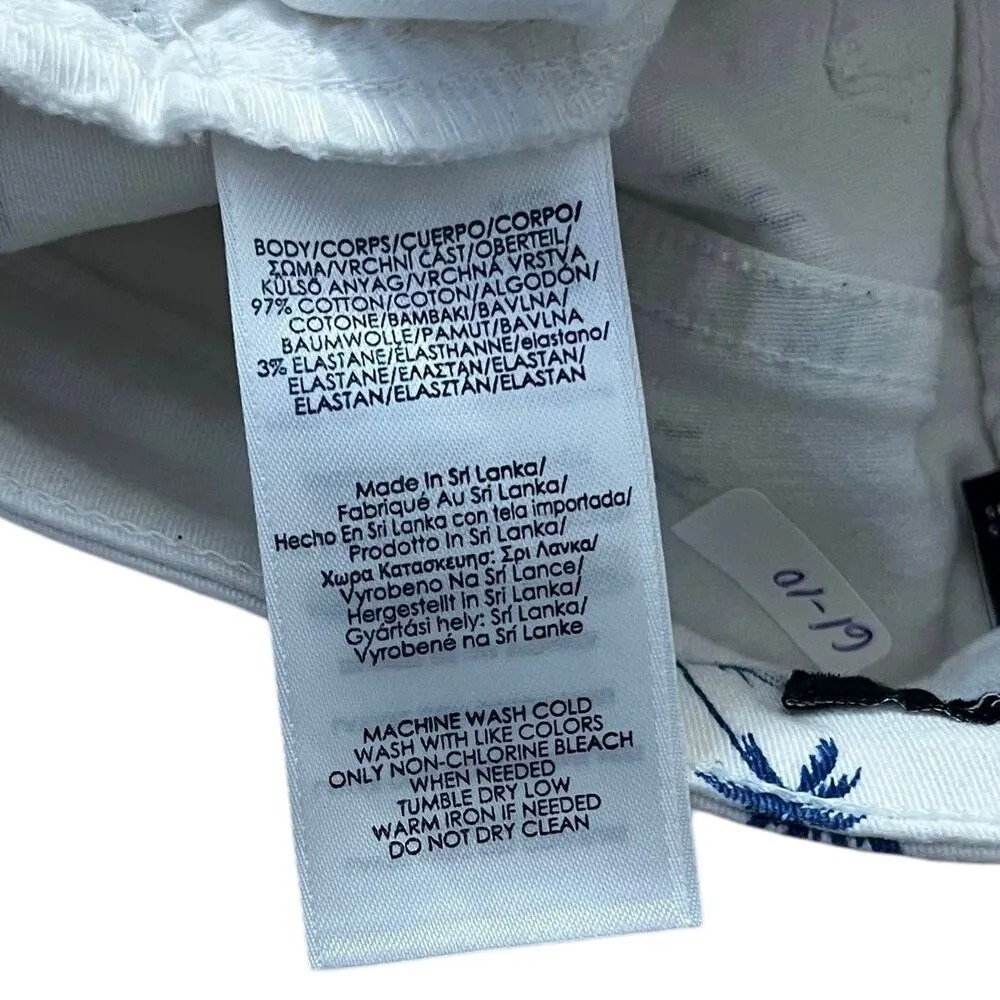 BODY/CORPS/CUERPO/CORPO/
ΣΩΜΑ/VRCHNÍ ČÁST/OBERTEIL/
KÜLSŐ ANYAG/VRCHNÁ VRSTVA
97% COTTON/COTON/ALGODÓN/
COTONE/BAMBAKI/BAVLNA/
BAUMWOLLE/PAMUT/BAVLNA
3% ELASTANE/ÉLASTHANNE/elastano/
ELASTANE/ΕΛΑΣΤΑΝ/ELASTAN/
ELASTAN/ELASZTÁN/ELASTAN
Made In Sri Lanka/
Fabriqué Au Sri Lanka/
Hecho En Sri Lanka con tela importada/
Prodotto In Sri Lanka/
Χωρα Κατασκευησ: Σρι Λανκα/
Vyrobeno Na Srí Lance/
Hergestellt in Sri Lanka/
Gyártási hely: Srí Lanka/
Vyrobené na Srí Lanke
MACHINE WASH COLD
WASH WITH LIKE COLORS
ONLY NON-CHLORINE BLEACH
WHEN NEEDED
TUMBLE DRY LOW
WARM IRON IF NEEDED
DO NOT DRY CLEAN